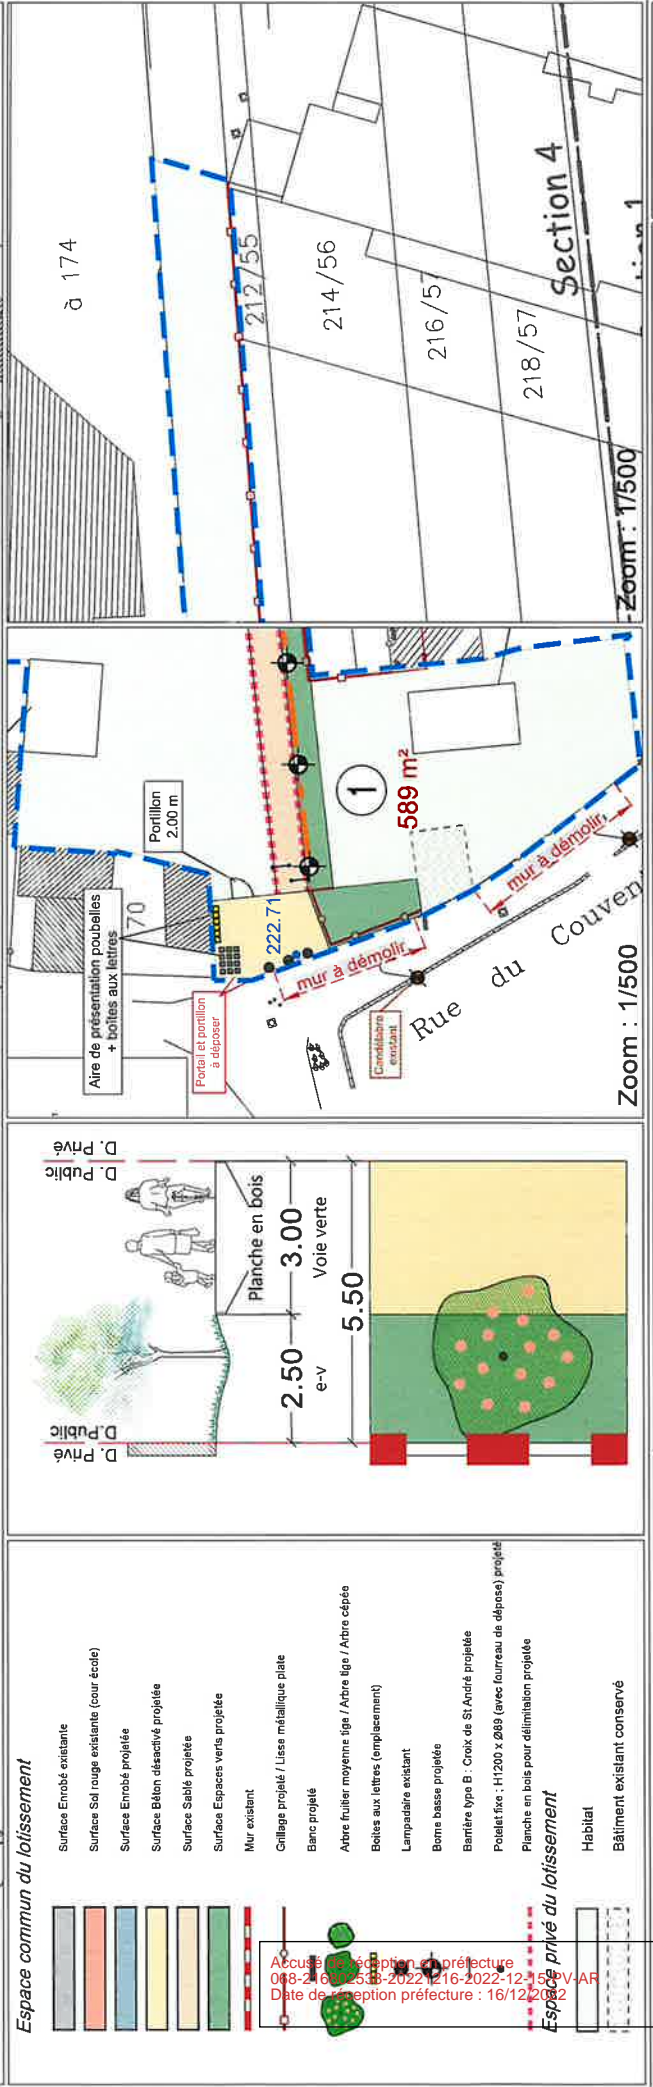 à 174
212/55
214/56
216/57
218/57
Section 4
Zoom : 1/500
Aire de présentation poubelles
+ boîtes aux lettres
Portillon
2.00 m
70
Portail et portillon
à déposer
222.71
mur à démolir
1
589 m²
mur à démolir
Candélabre
existant
Rue du Couven
Zoom : 1/500
D. Privé
D. Public
D. Public
D. Privé
Planche en bois
2.50
3.00
e-v
Voie verte
5.50
Espace commun du lotissement
Surface Enrobé existante
Surface Sol rouge existante (cour école)
Surface Enrobé projetée
Surface Béton désactivé projetée
Surface Sablé projetée
Surface Espaces verts projetée
Mur existant
Grillage projeté / Lisse métallique plate
Banc projeté
Arbre fruitier moyenne tige / Arbre tige / Arbre cépée
Boites aux lettres (emplacement)
Lampadaire existant
Borne basse projetée
Barrière type B : Croix de St André projetée
Potelet fixe : H1200 x Ø89 (avec fourreau de dépose) projeté
Planche en bois pour délimitation projetée
Espace privé du lotissement
Habitat
Bâtiment existant conservé
Accusé de réception en préfecture
Date de réception préfecture : 16/12/2022